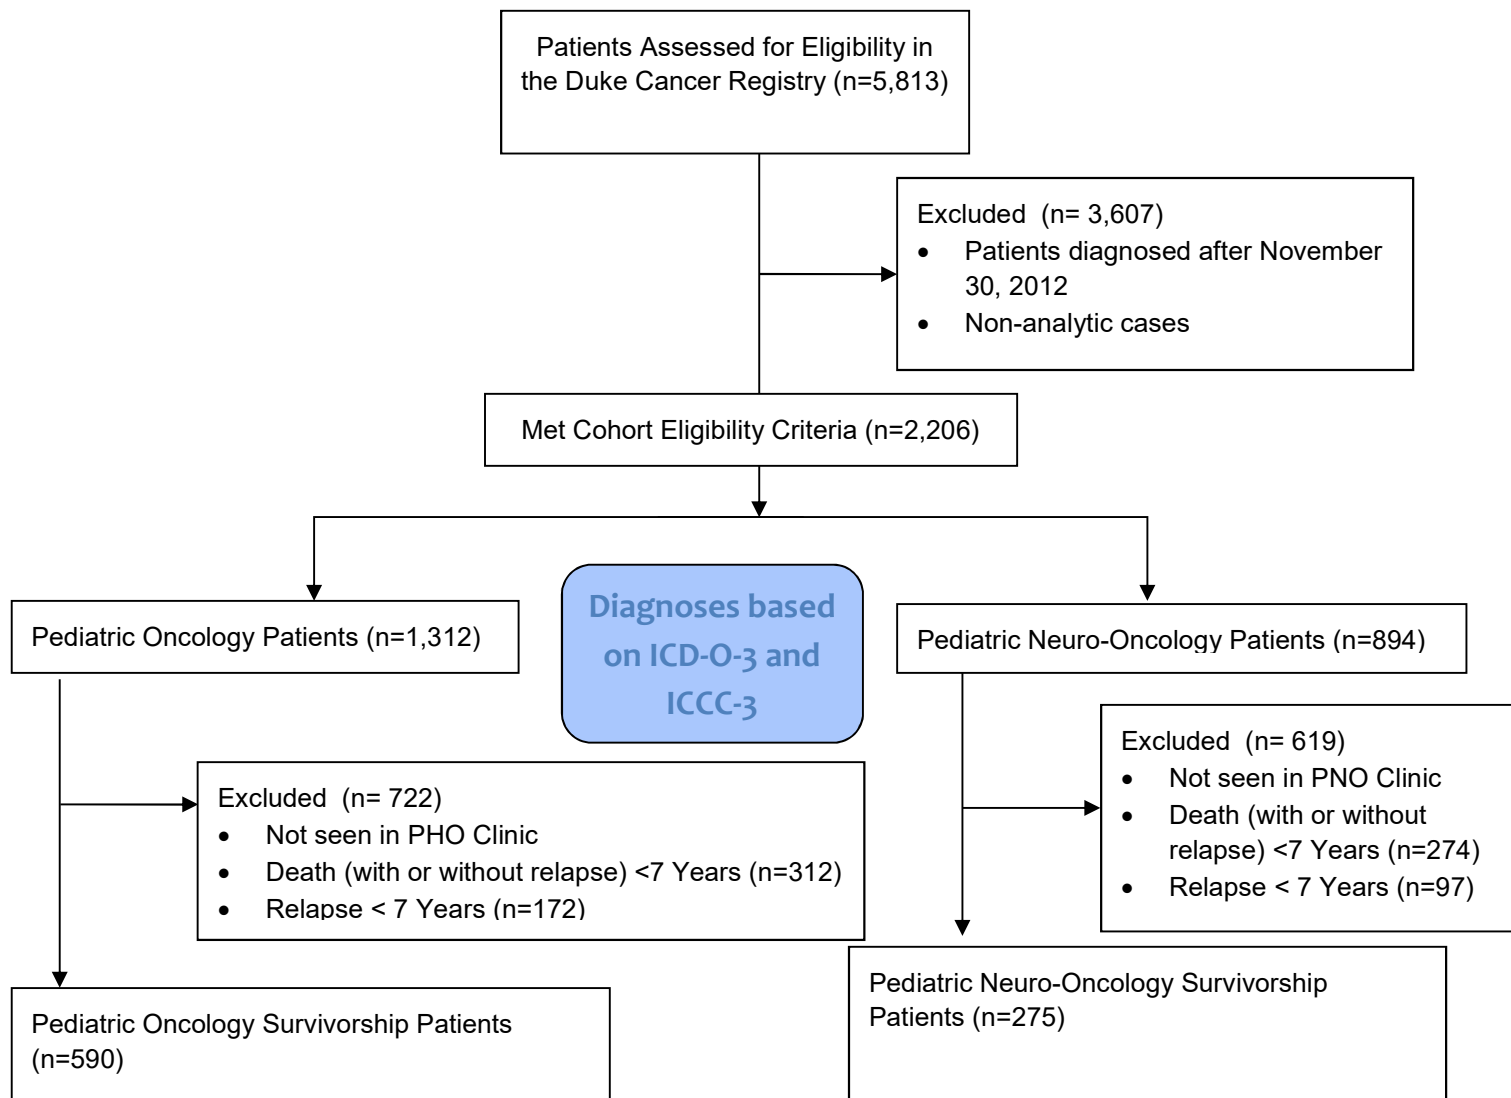 Patients Assessed for Eligibility in
the Duke Cancer Registry (n=5,813)
Excluded  (n= 3,607)
• Patients diagnosed after November
30, 2012
• Non-analytic cases
Met Cohort Eligibility Criteria (n=2,206)
Diagnoses based
on ICD-O-3 and
ICCC-3
Pediatric Oncology Patients (n=1,312)
Pediatric Neuro-Oncology Patients (n=894)
Excluded  (n= 722)
• Not seen in PHO Clinic
• Death (with or without relapse) <7 Years (n=312)
• Relapse < 7 Years (n=172)
Excluded  (n= 619)
• Not seen in PNO Clinic
• Death (with or without
relapse) <7 Years (n=274)
• Relapse < 7 Years (n=97)
Pediatric Oncology Survivorship Patients
(n=590)
Pediatric Neuro-Oncology Survivorship
Patients (n=275)